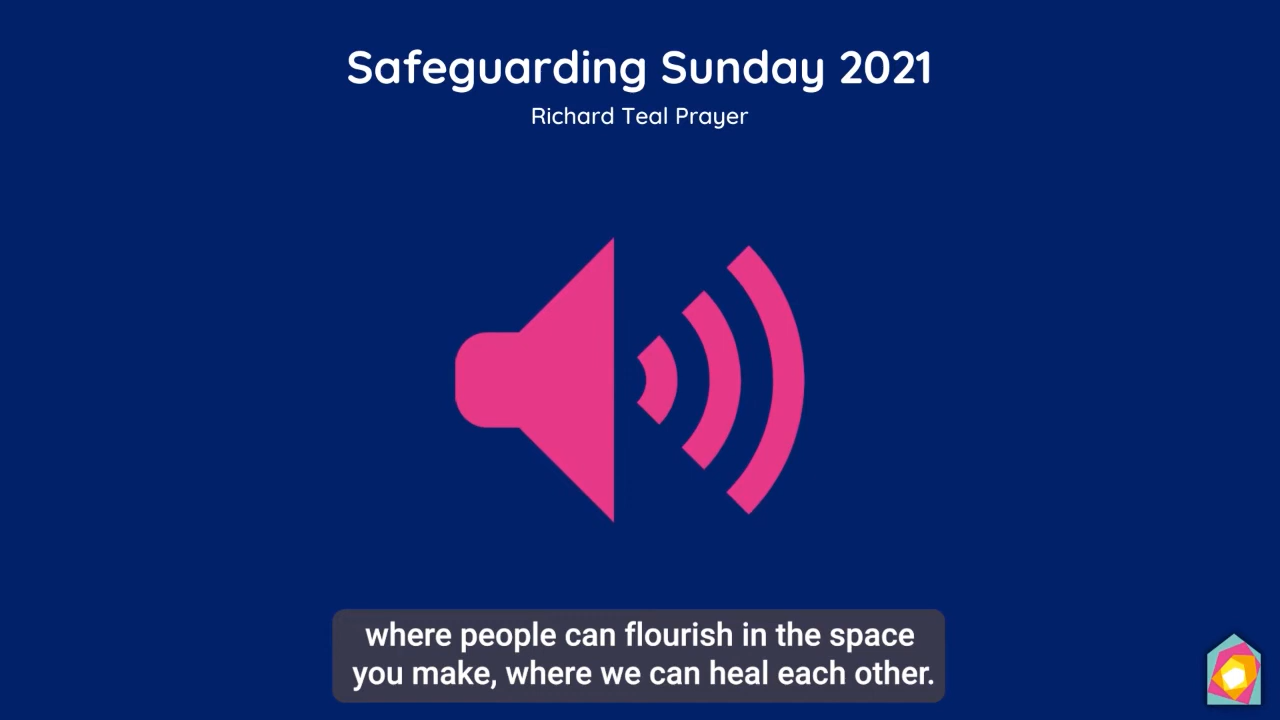 Safeguarding Sunday 2021
Richard Teal Prayer
where people can flourish in the space
you make, where we can heal each other.